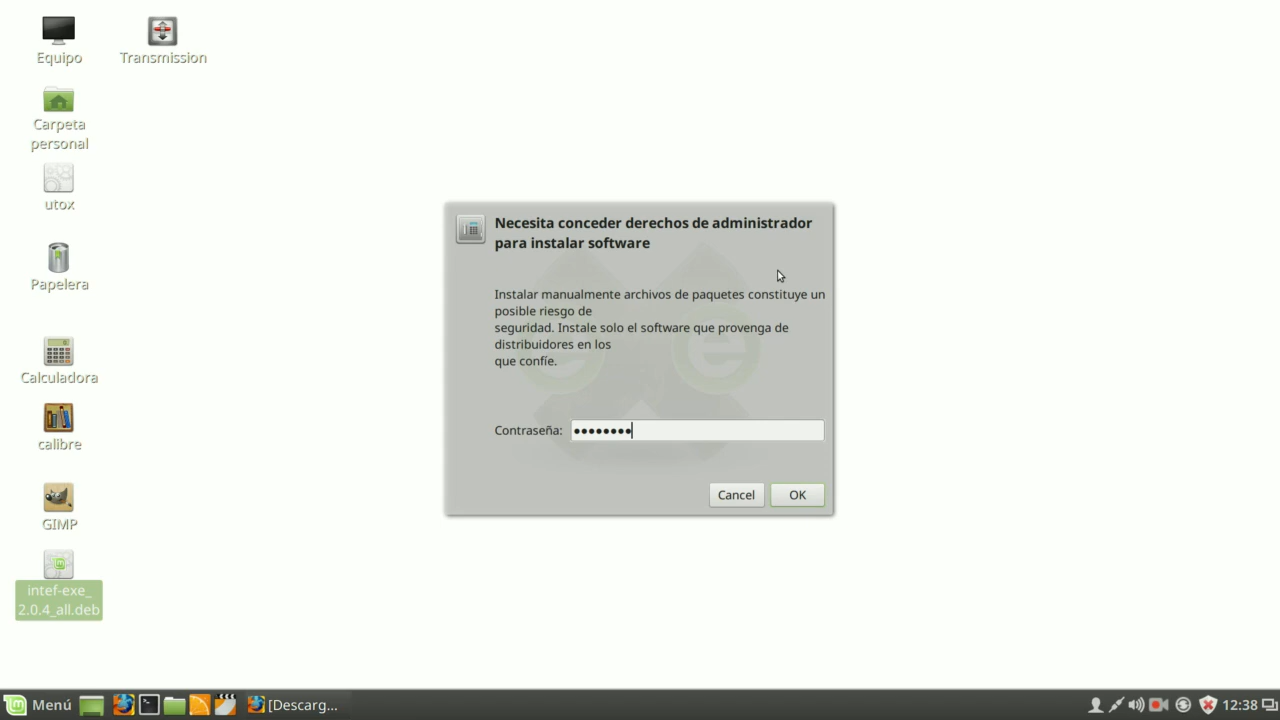 Equipo
Transmission
Carpeta
personal
utox
Papelera
Calculadora
calibre
GIMP
intef-exe_
2.0.4_all.deb
Necesita conceder derechos de administrador
para instalar software
Instalar manualmente archivos de paquetes constituye un
posible riesgo de
seguridad. Instale solo el software que provenga de
distribuidores en los
que confíe.
Contraseña: ••••••••
Cancel OK
Menú [Descarg... 12:38